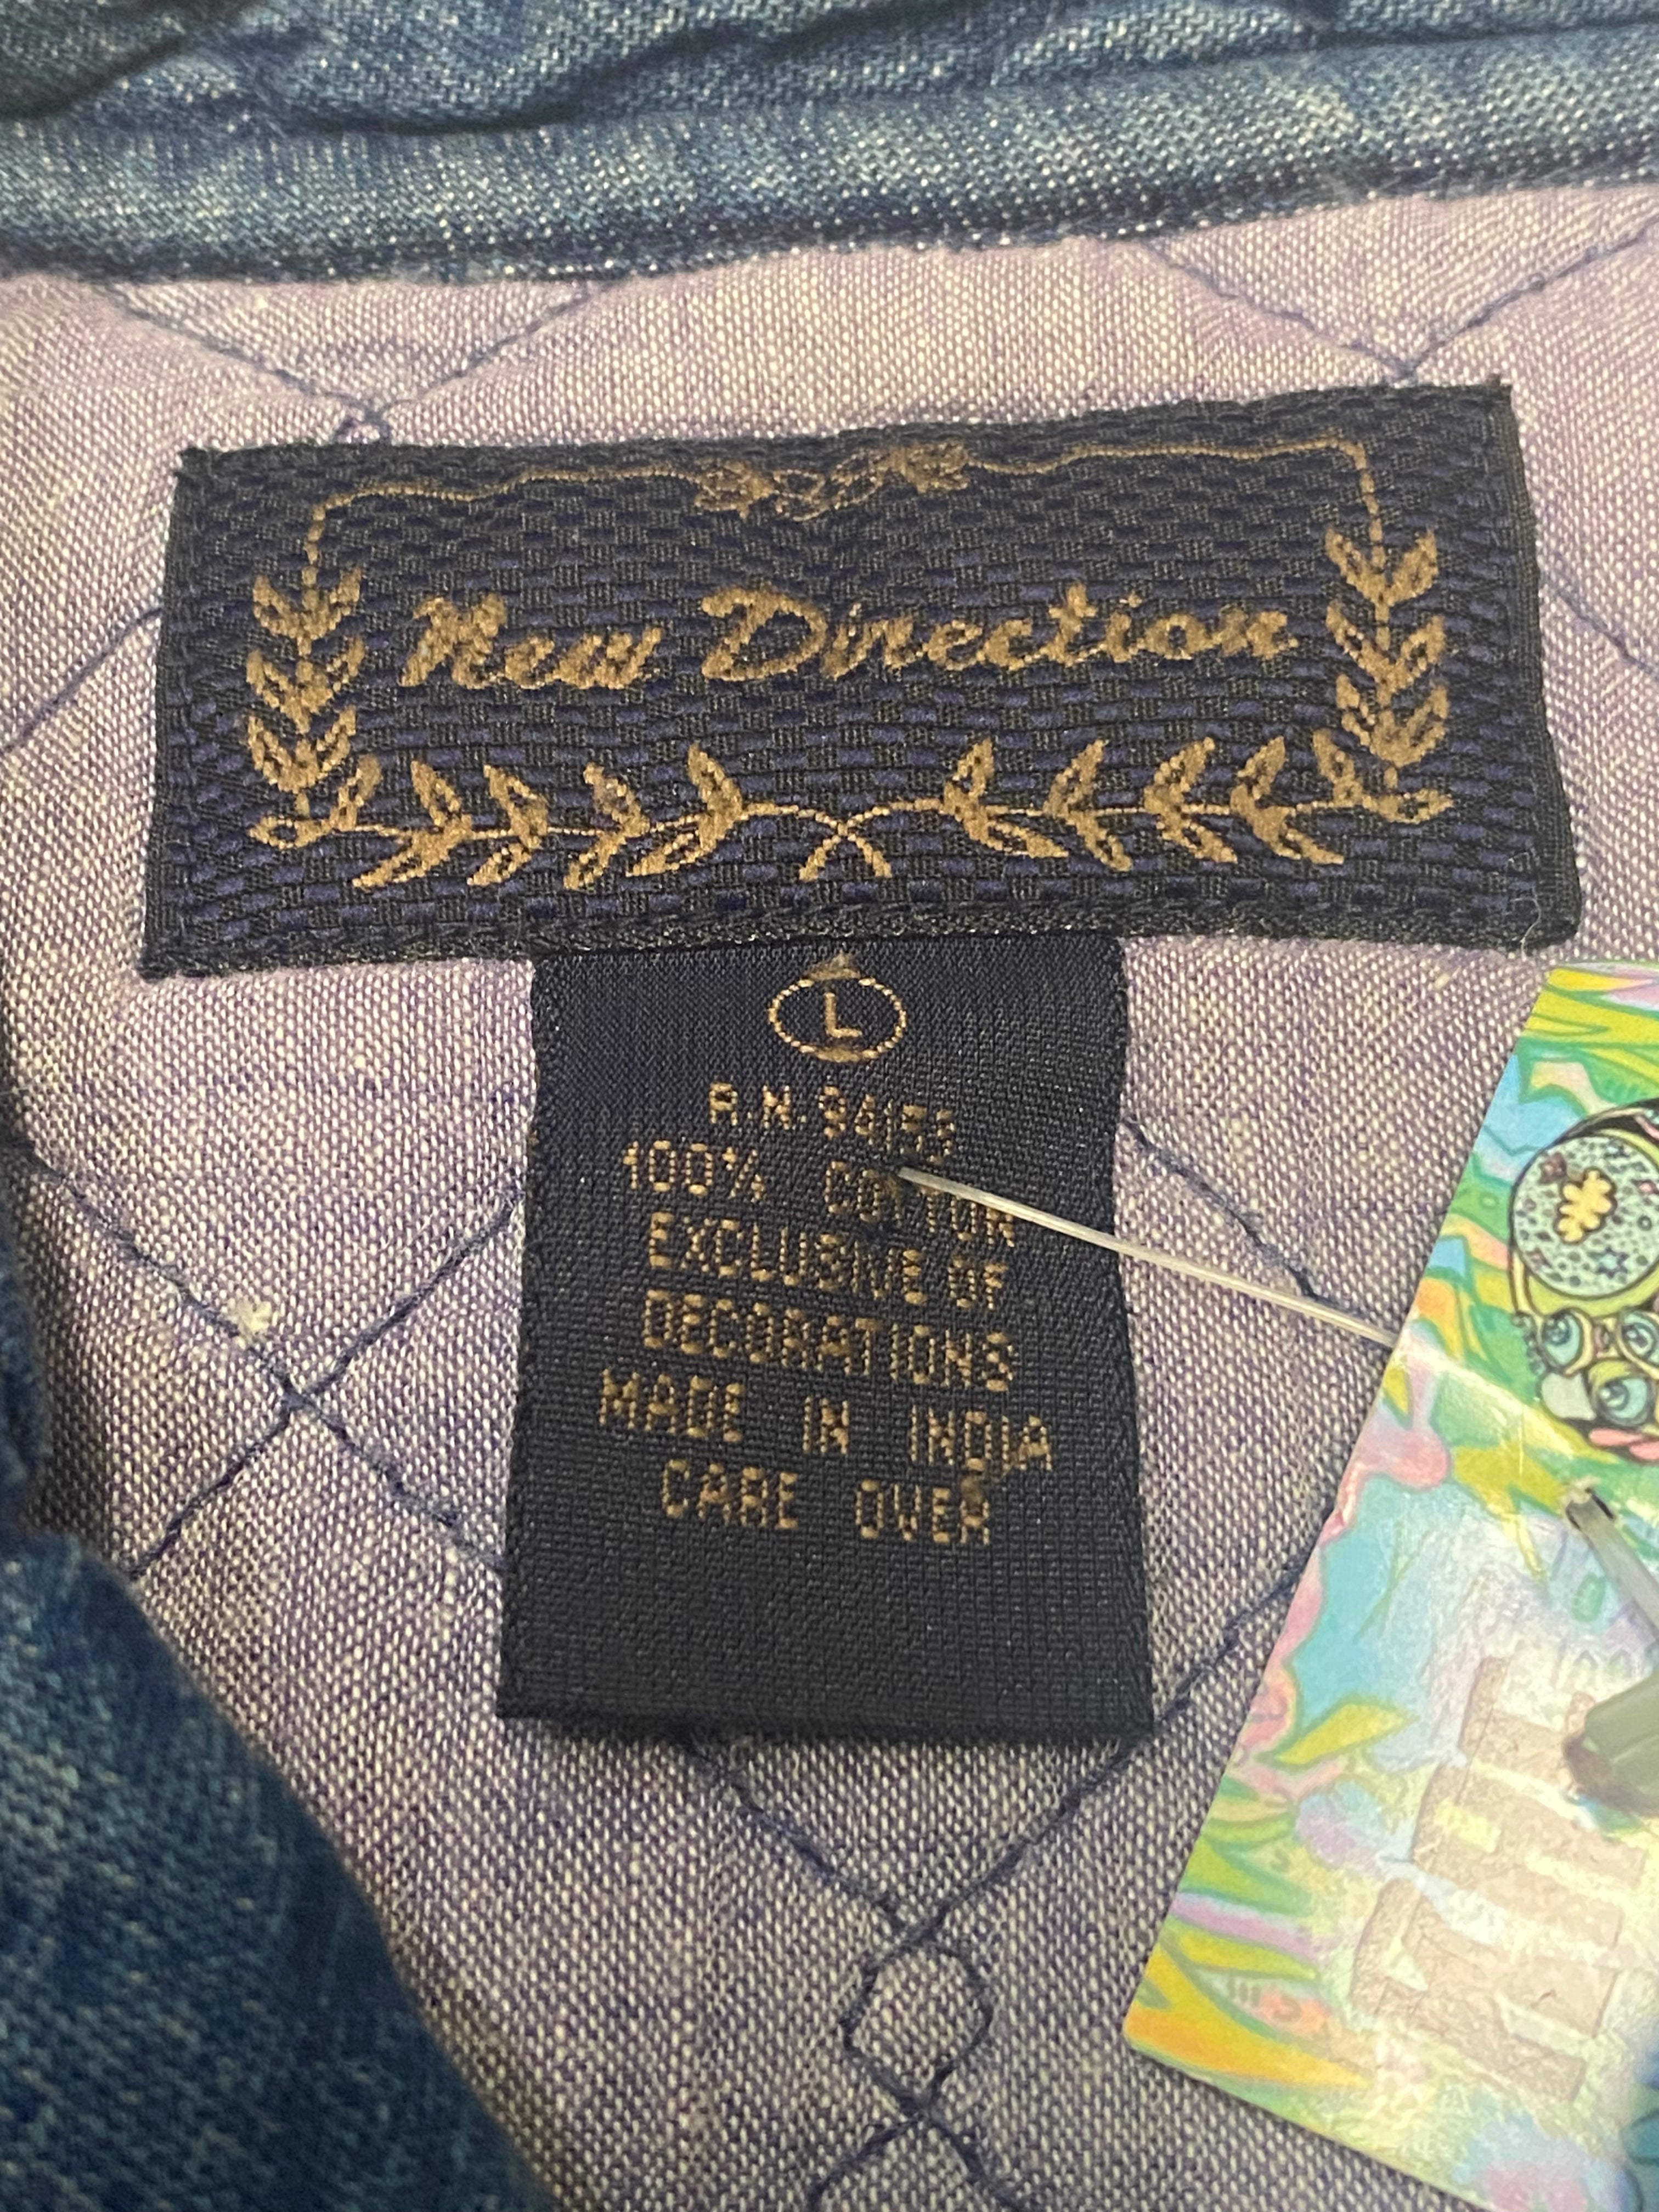 New Direction
L
R.N. 94153
100% COTTON
EXCLUSIVE OF
DECORATIONS
MADE IN INDIA
CARE OVER